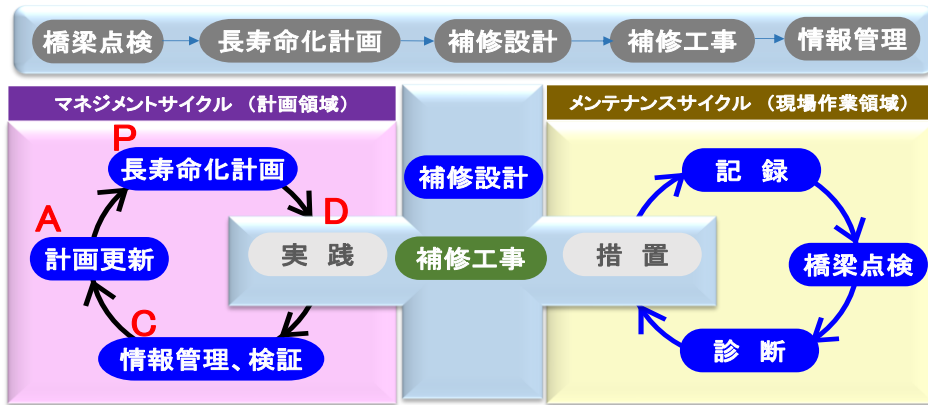 橋梁点検
長寿命化計画
補修設計
補修工事
情報管理
マネジメントサイクル （計画領域）
P
長寿命化計画
D
実 践
A
計画更新
C
情報管理、検証
補修設計
補修工事
メンテナンスサイクル （現場作業領域）
記 録
橋梁点検
措 置
診 断